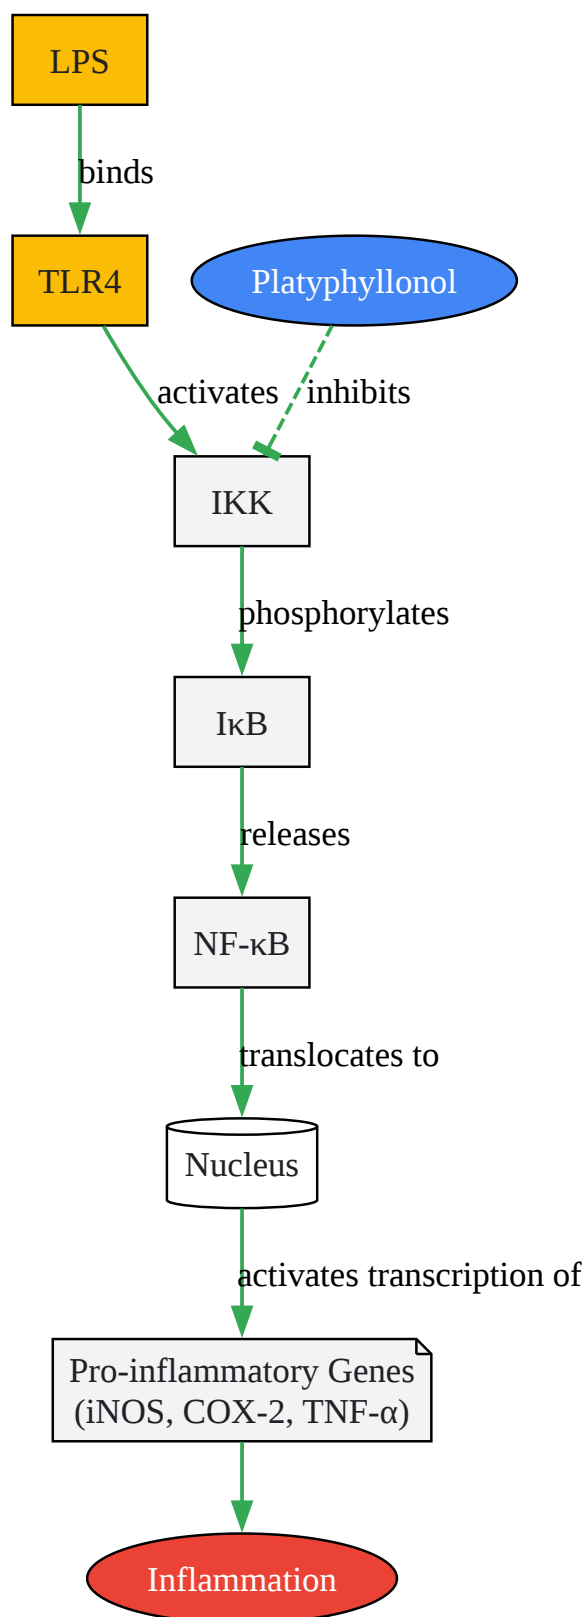 LPS
binds
TLR4
Platyphyllonol
activates
inhibits
IKK
phosphorylates
IκB
releases
NF-κB
translocates to
Nucleus
activates transcription of
Pro-inflammatory Genes
(iNOS, COX-2, TNF-α)
Inflammation